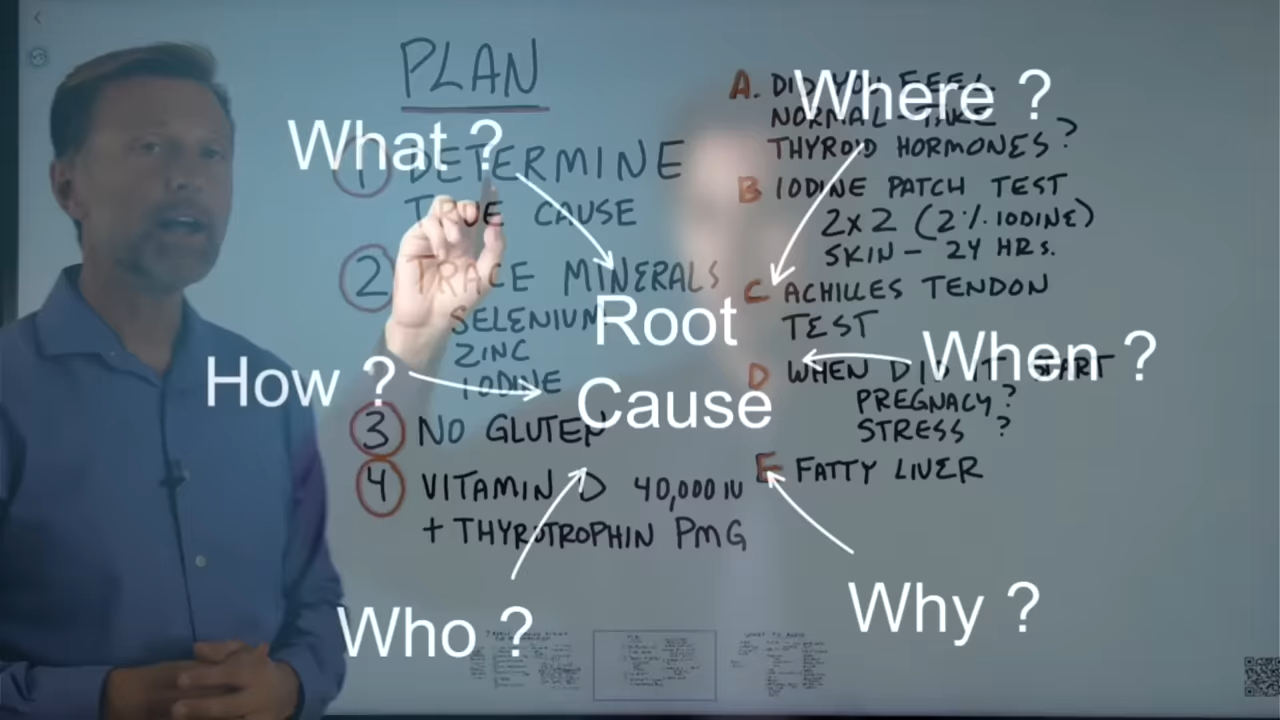 PLAN
1 DETERMINE
TRUE CAUSE
2 TRACE MINERALS
SELENIUM
ZINC
IODINE
3 NO GLUTEN
4 VITAMIN D 40,000 IU
+ THYROTROPHIN PMG
A. DID YOU FEEL
NORMAL - TAKE
THYROID HORMONES?
B IODINE PATCH TEST
2x2 (2% IODINE)
SKIN - 24 HRS.
C ACHILLES TENDON
TEST
D WHEN DID IT START
PREGNACY?
STRESS ?
E FATTY LIVER
What ?
Where ?
Root
Cause
How ?
When ?
Who ?
Why ?